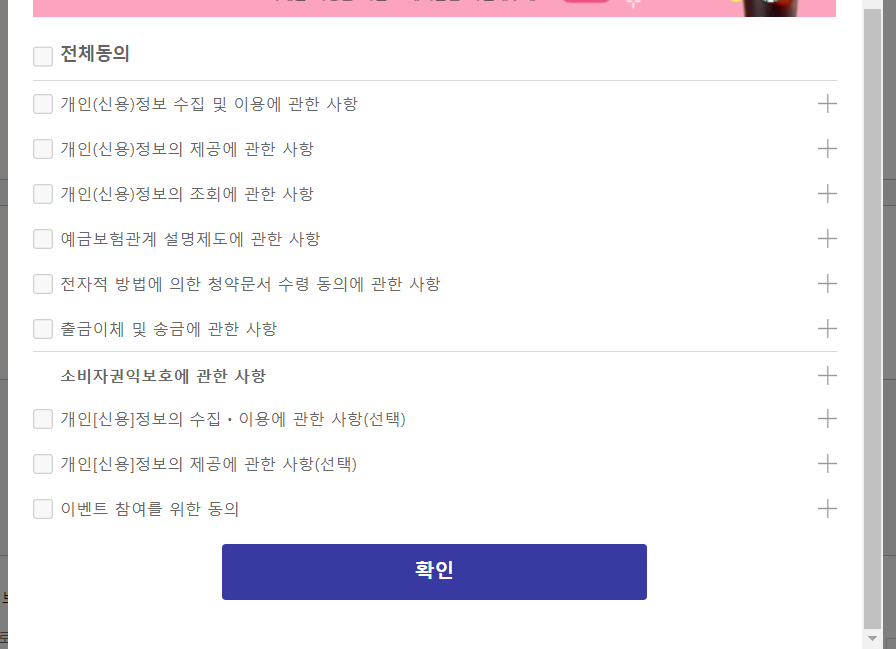 전체동의
개인(신용)정보 수집 및 이용에 관한 사항
개인(신용)정보의 제공에 관한 사항
개인(신용)정보의 조회에 관한 사항
예금보험관계 설명제도에 관한 사항
전자적 방법에 의한 청약문서 수령 동의에 관한 사항
출금이체 및 송금에 관한 사항
소비자권익보호에 관한 사항
개인[신용]정보의 수집·이용에 관한 사항(선택)
개인[신용]정보의 제공에 관한 사항(선택)
이벤트 참여를 위한 동의
확인